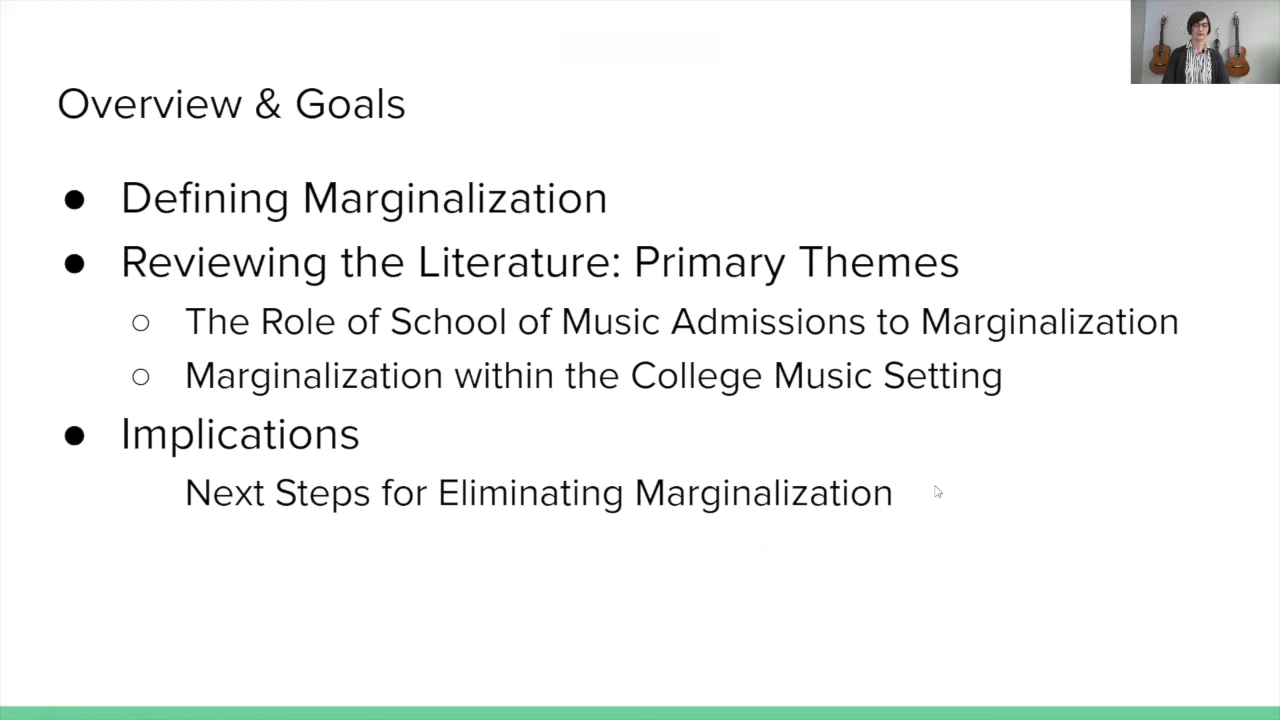 Overview & Goals
● Defining Marginalization
● Reviewing the Literature: Primary Themes
○ The Role of School of Music Admissions to Marginalization
○ Marginalization within the College Music Setting
● Implications
Next Steps for Eliminating Marginalization